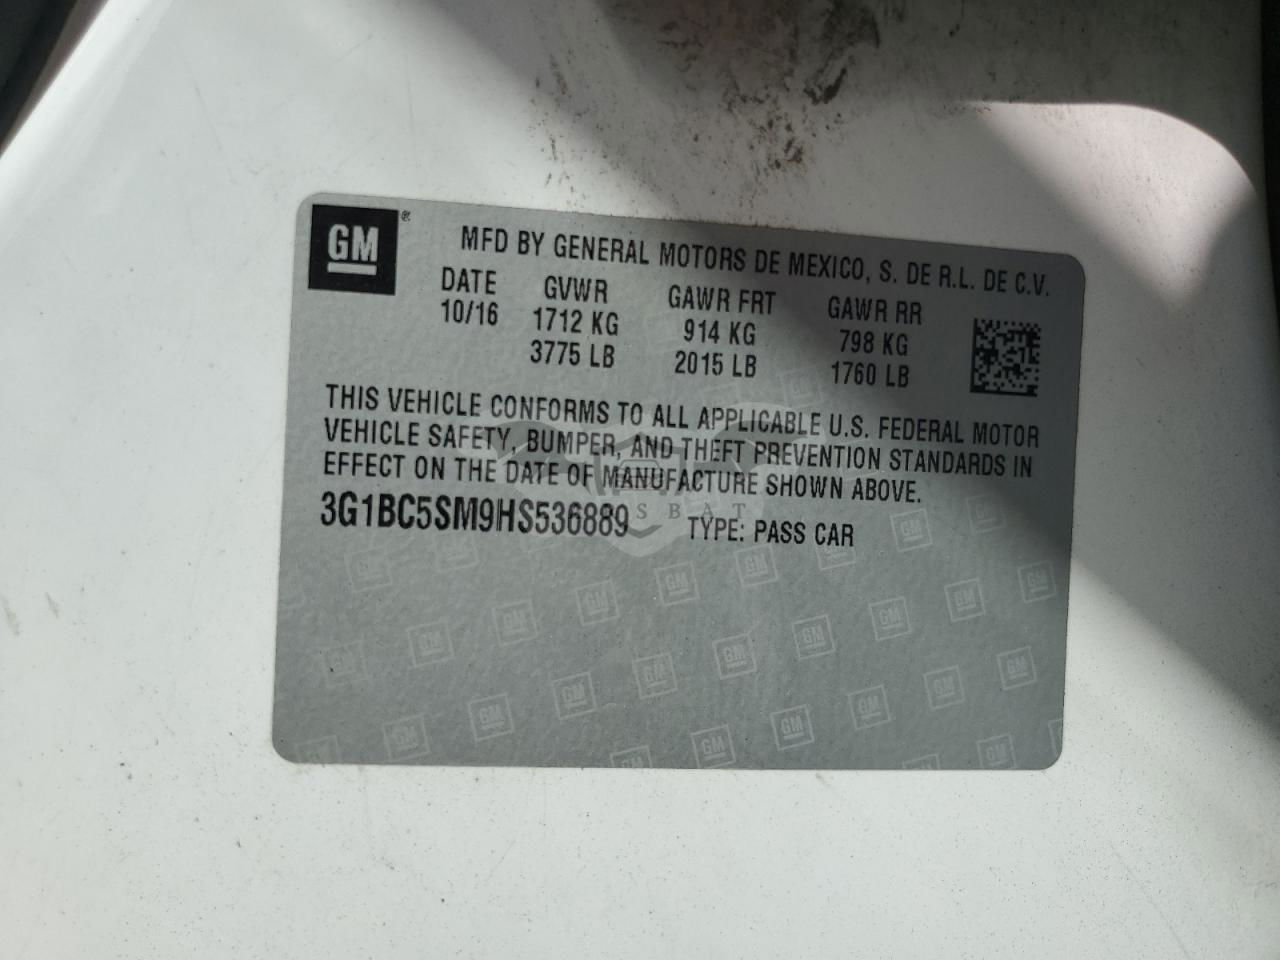 GM ®
MFD BY GENERAL MOTORS DE MEXICO, S. DE R.L. DE C.V.
DATE GVWR GAWR FRT GAWR RR
10/16 1712 KG 914 KG 798 KG
3775 LB 2015 LB 1760 LB
THIS VEHICLE CONFORMS TO ALL APPLICABLE U.S. FEDERAL MOTOR
VEHICLE SAFETY, BUMPER, AND THEFT PREVENTION STANDARDS IN
EFFECT ON THE DATE OF MANUFACTURE SHOWN ABOVE.
3G1BC5SM9HS536889 TYPE: PASS CAR